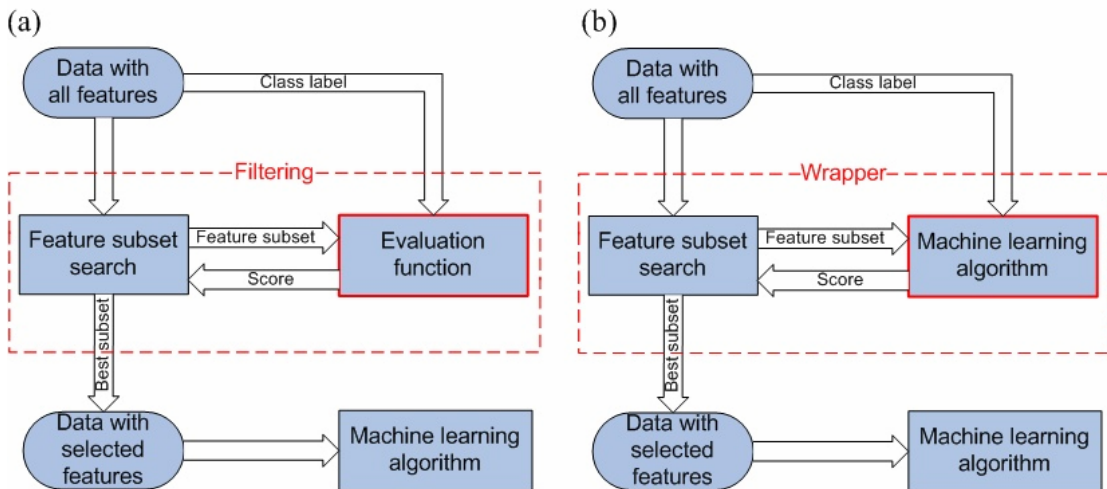 (a)
Data with
all features
Class label
Filtering
Feature subset
search
Feature subset
Score
Evaluation
function
Best subset
Data with
selected
features
Machine learning
algorithm
(b)
Data with
all features
Class label
Wrapper
Feature subset
search
Feature subset
Score
Machine learning
algorithm
Best subset
Data with
selected
features
Machine learning
algorithm